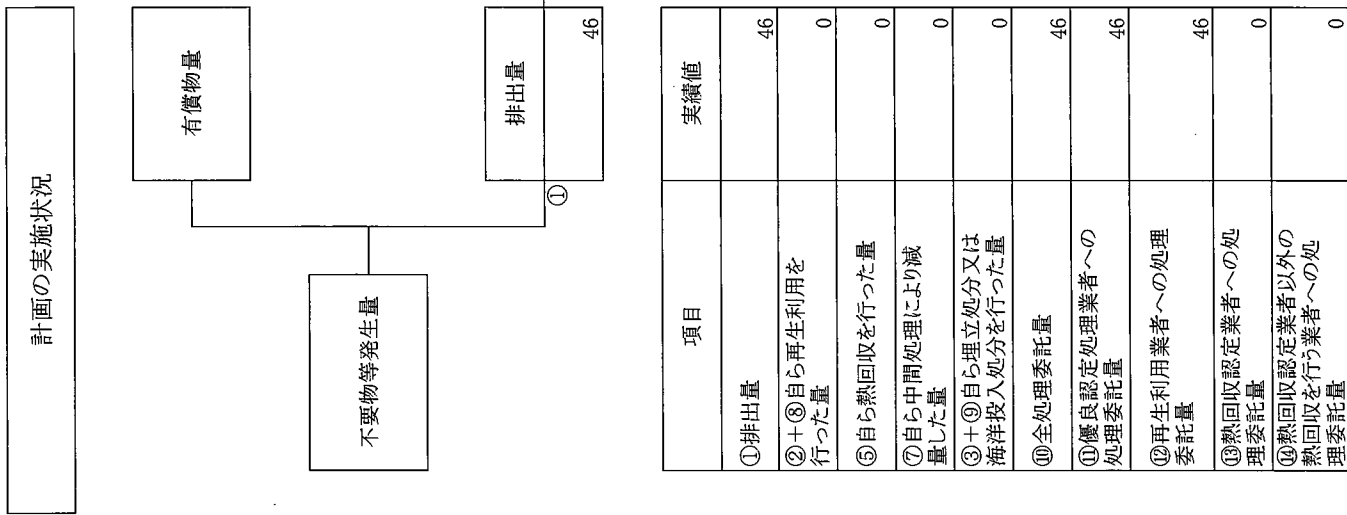 計画の実施状況
有償物量
不要物等発生量
排出量
①
46
項目 実績値
①排出量 46
②+⑧自ら再生利用を
行った量 0
⑤自ら熱回収を行った量 0
⑦自ら中間処理により減
量した量 0
③+⑨自ら埋立処分又は
海洋投入処分を行った量 0
⑩全処理委託量 46
⑪優良認定処理業者への
処理委託量 46
⑫再生利用業者への処理
委託量 46
⑬熱回収認定業者への処
理委託量 0
⑭熱回収認定業者以外の
熱回収を行う業者への処
理委託量 0